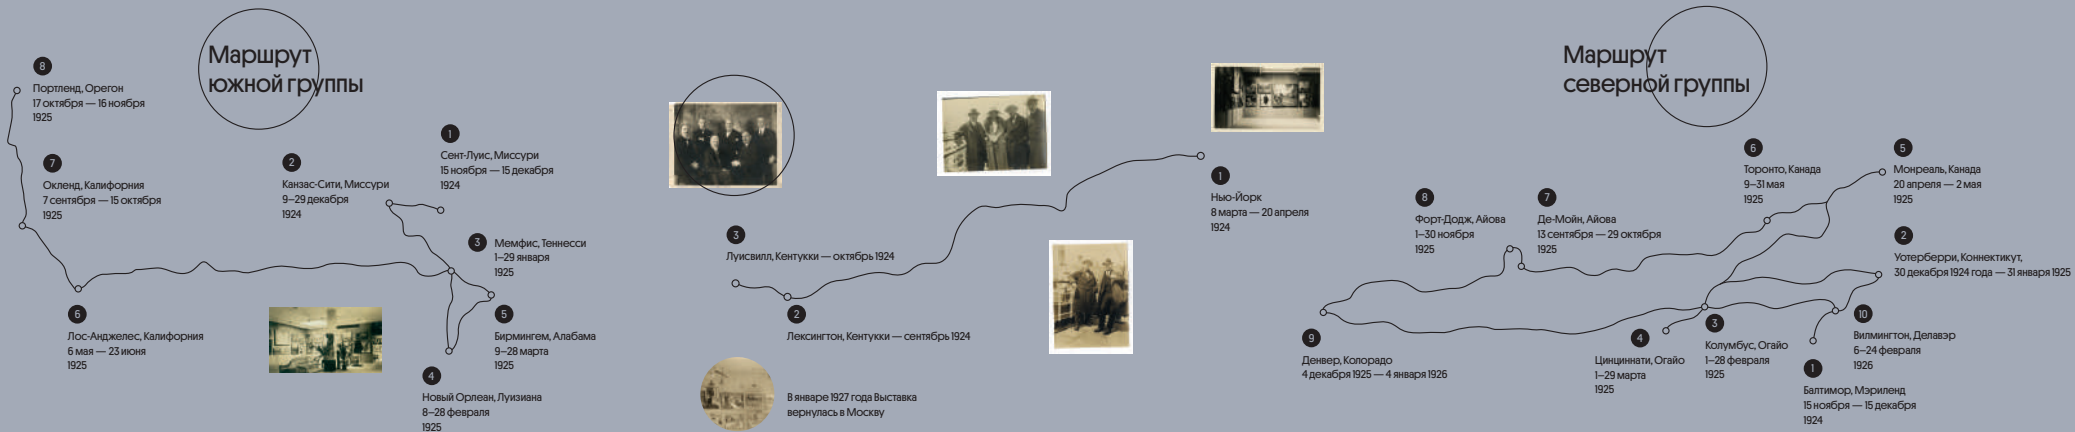 Маршрут
южной группы
8
Портленд, Орегон
17 октября — 16 ноября
1925
7
Окленд, Калифорния
7 сентября — 15 октября
1925
6
Лос-Анджелес, Калифорния
6 мая — 23 июня
1925
2
Канзас-Сити, Миссури
9–29 декабря
1924
1
Сент-Луис, Миссури
15 ноября — 15 декабря
1924
3
Мемфис, Теннесси
1–29 января
1925
5
Бирмингем, Алабама
9–28 марта
1925
4
Новый Орлеан, Луизиана
8–28 февраля
1925
3
Луисвилл, Кентукки — октябрь 1924
2
Лексингтон, Кентукки — сентябрь 1924
1
Нью-Йорк
8 марта — 20 апреля
1924
В январе 1927 года Выставка
вернулась в Москву
Маршрут
северной группы
6
Торонто, Канада
9–31 мая
1925
5
Монреаль, Канада
20 апреля — 2 мая
1925
8
Форт-Додж, Айова
1–30 ноября
1925
7
Де-Мойн, Айова
13 сентября — 29 октября
1925
2
Уотерберри, Коннектикут,
30 декабря 1924 года — 31 января 1925
9
Денвер, Колорадо
4 декабря 1925 — 4 января 1926
4
Цинциннати, Огайо
1–29 марта
1925
3
Колумбус, Огайо
1–28 февраля
1925
10
Вилмингтон, Делавэр
6–24 февраля
1926
1
Балтимор, Мэриленд
15 ноября — 15 декабря
1924